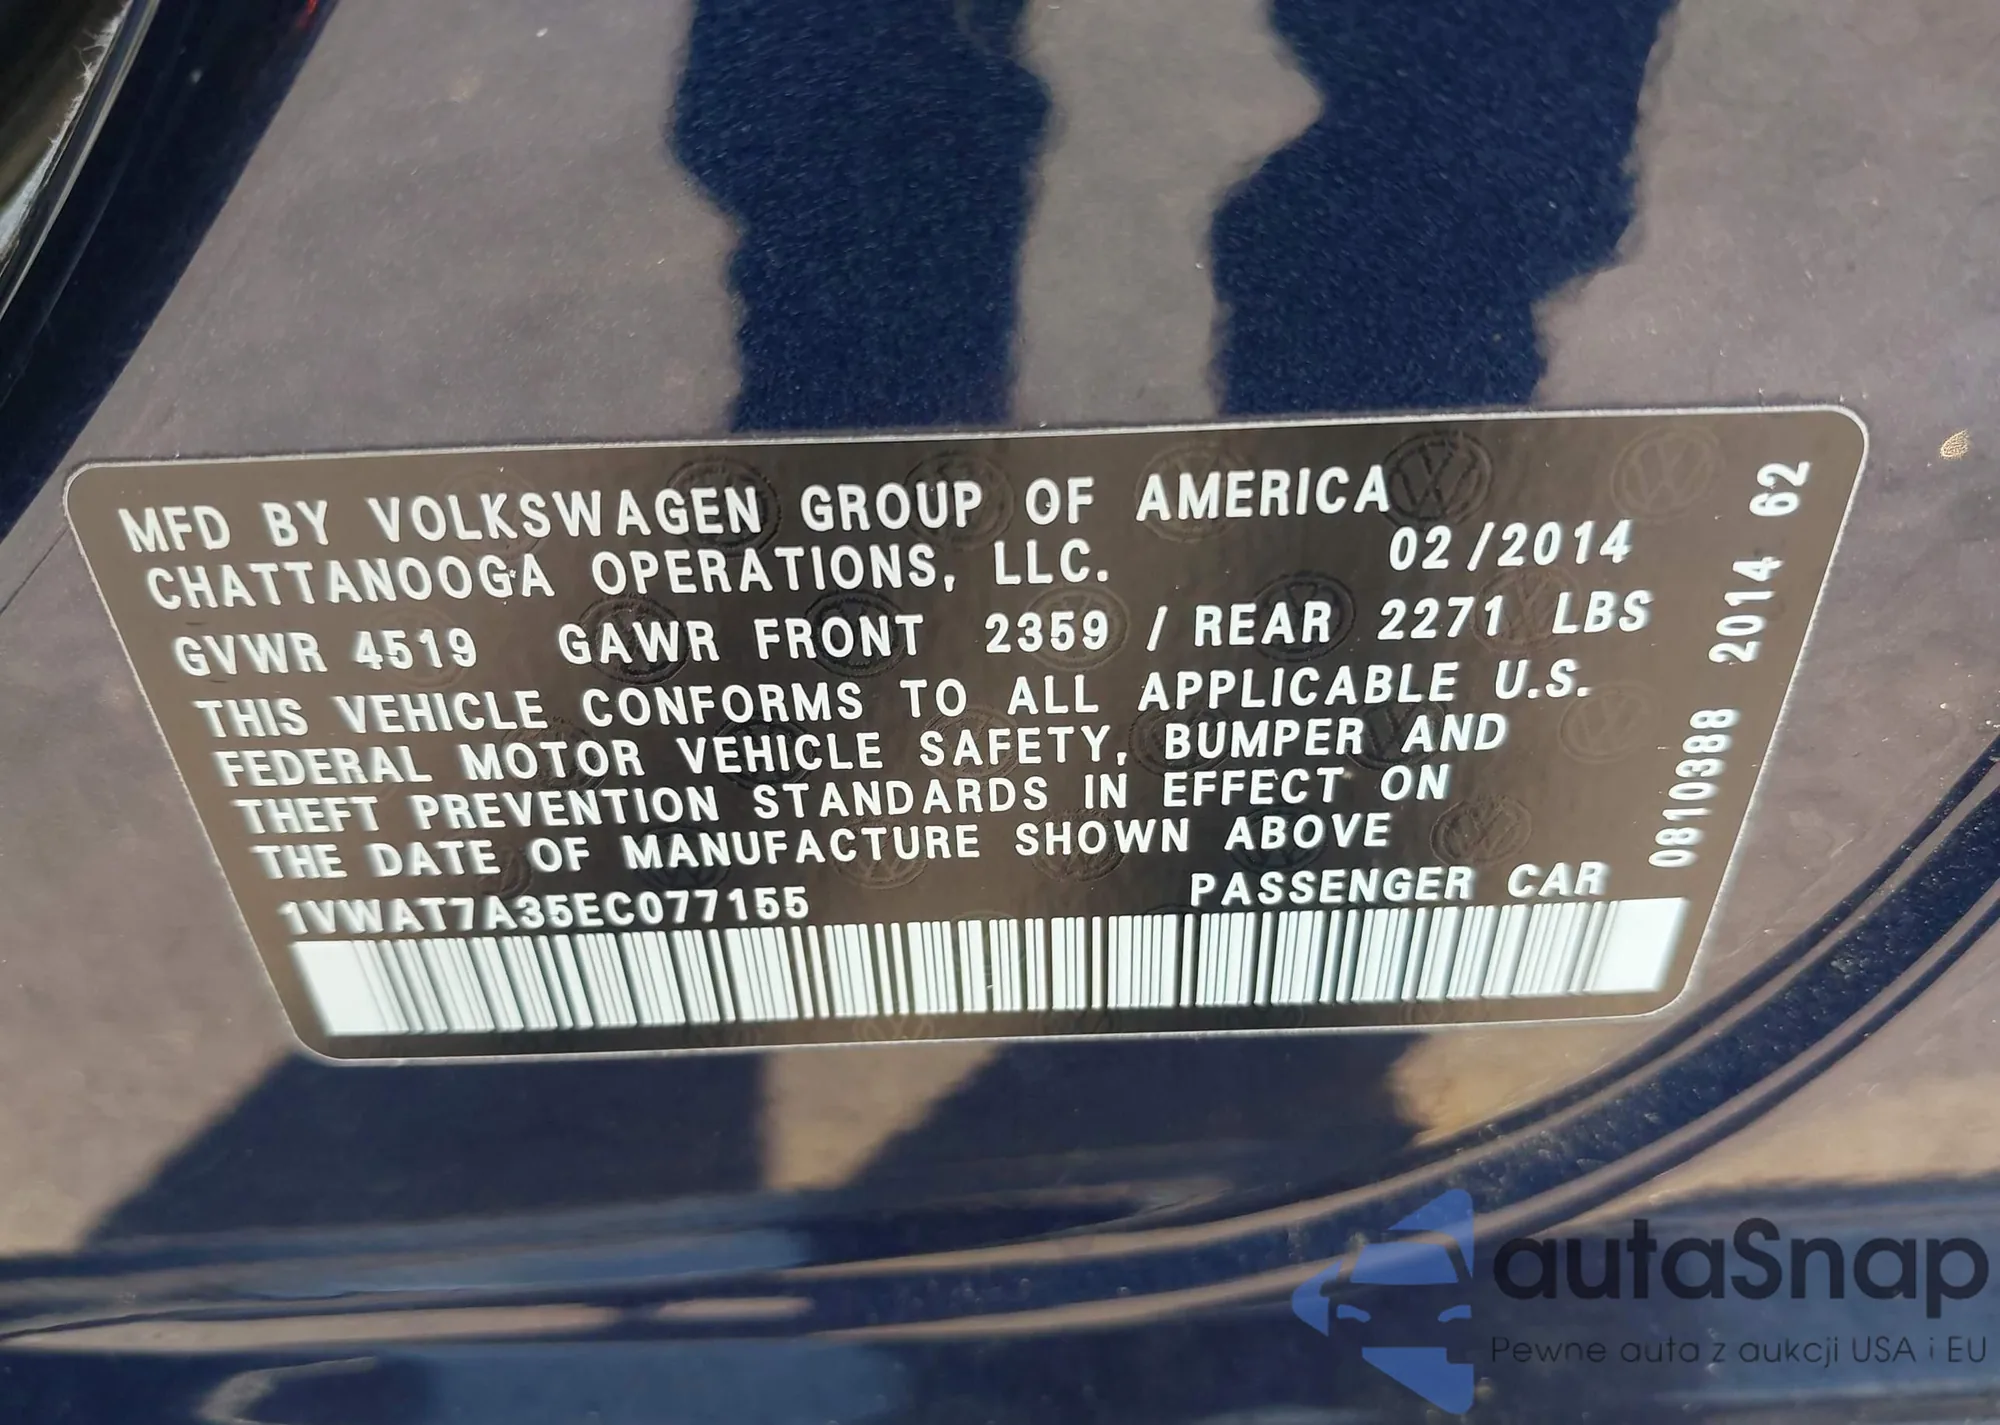 MFD BY VOLKSWAGEN GROUP OF AMERICA
CHATTANOOGA OPERATIONS, LLC. 02/2014
GVWR 4519 GAWR FRONT 2359 / REAR 2271 LBS
THIS VEHICLE CONFORMS TO ALL APPLICABLE U.S.
FEDERAL MOTOR VEHICLE SAFETY, BUMPER AND
THEFT PREVENTION STANDARDS IN EFFECT ON
THE DATE OF MANUFACTURE SHOWN ABOVE
1VWAT7A35EC077155 PASSENGER CAR
0810388 2014 62
autaSnap
Pewne auta z aukcji USA i EU